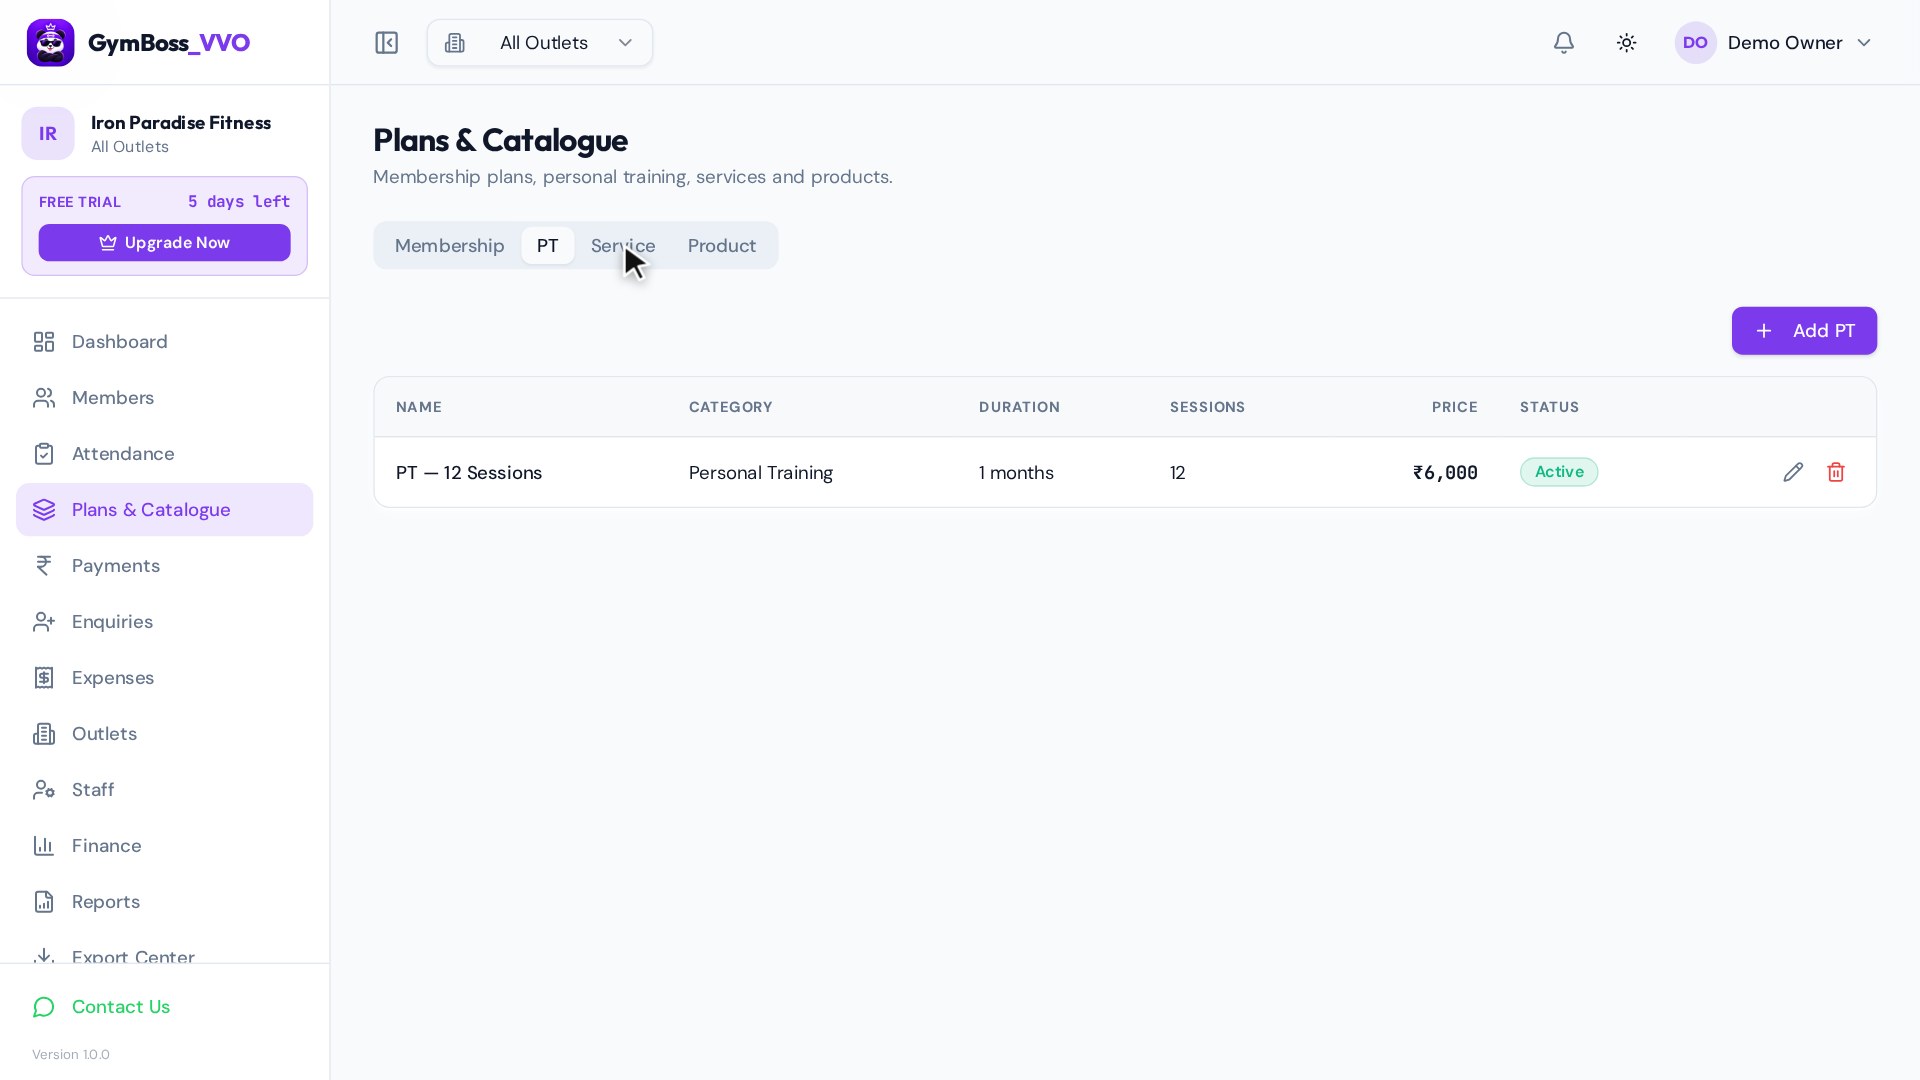 GymBoss_VVO
All Outlets
DO Demo Owner
IR
Iron Paradise Fitness
All Outlets
FREE TRIAL 5 days left
Upgrade Now
Dashboard
Members
Attendance
Plans & Catalogue
Payments
Enquiries
Expenses
Outlets
Staff
Finance
Reports
Export Center
Contact Us
Version 1.0.0
Plans & Catalogue
Membership plans, personal training, services and products.
Membership PT Service Product
Add PT
NAME CATEGORY DURATION SESSIONS PRICE STATUS
PT — 12 Sessions Personal Training 1 months 12 ₹6,000 Active